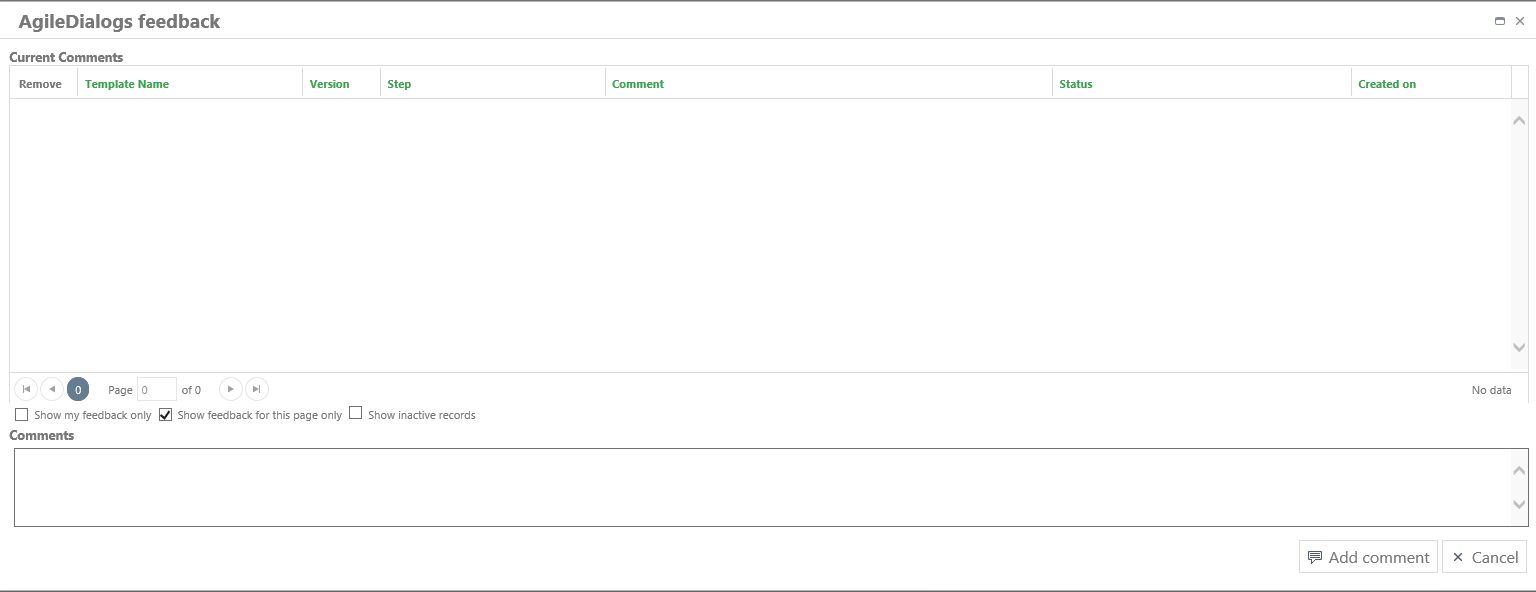 AgileDialogs feedback
Current Comments
Remove Template Name Version Step Comment Status Created on
0 Page 0 of 0 No data
Show my feedback only Show feedback for this page only Show inactive records
Comments
Add comment Cancel